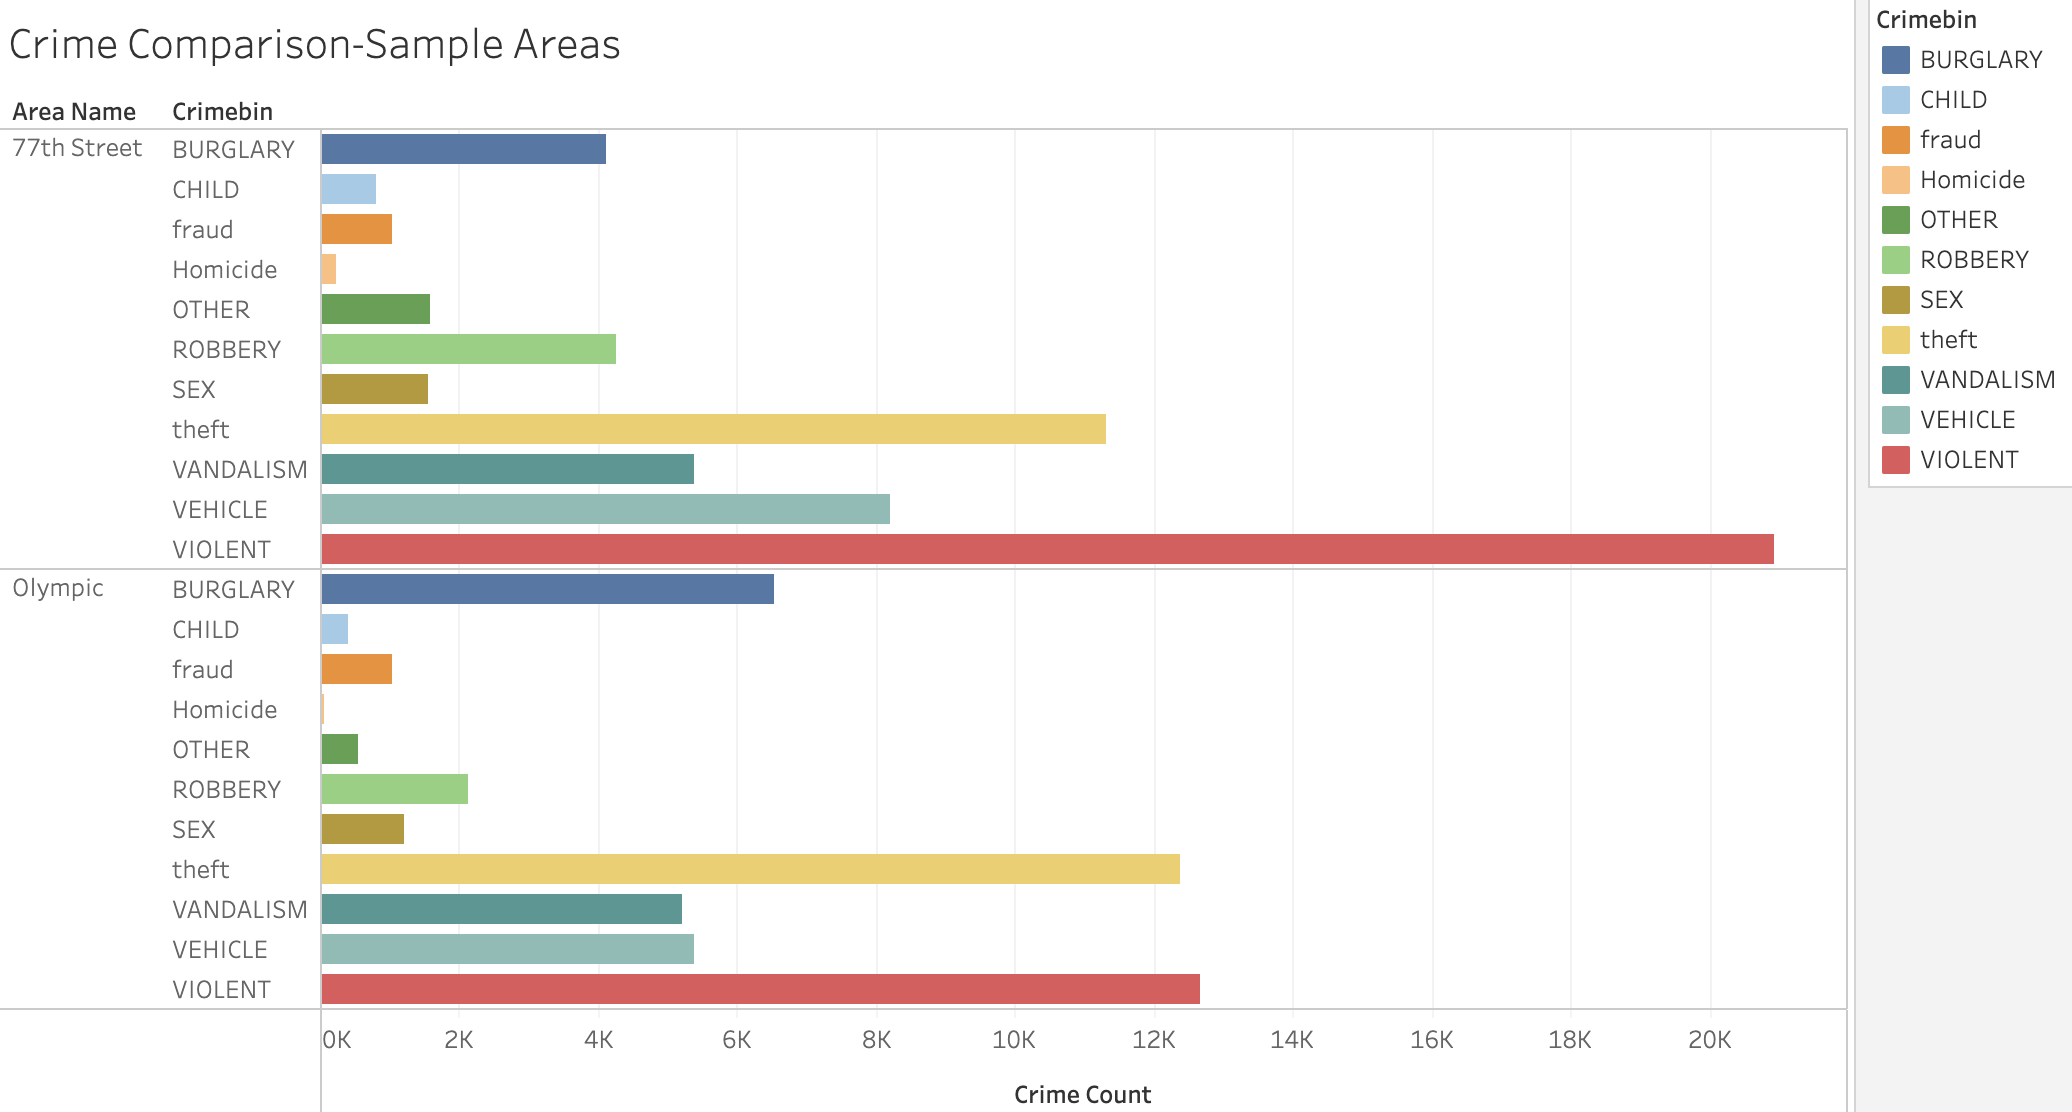 Crime Comparison-Sample Areas
Area Name Crimebin
77th Street BURGLARY
CHILD
fraud
Homicide
OTHER
ROBBERY
SEX
theft
VANDALISM
VEHICLE
VIOLENT
Olympic BURGLARY
CHILD
fraud
Homicide
OTHER
ROBBERY
SEX
theft
VANDALISM
VEHICLE
VIOLENT
0K 2K 4K 6K 8K 10K 12K 14K 16K 18K 20K
Crime Count
Crimebin
BURGLARY
CHILD
fraud
Homicide
OTHER
ROBBERY
SEX
theft
VANDALISM
VEHICLE
VIOLENT